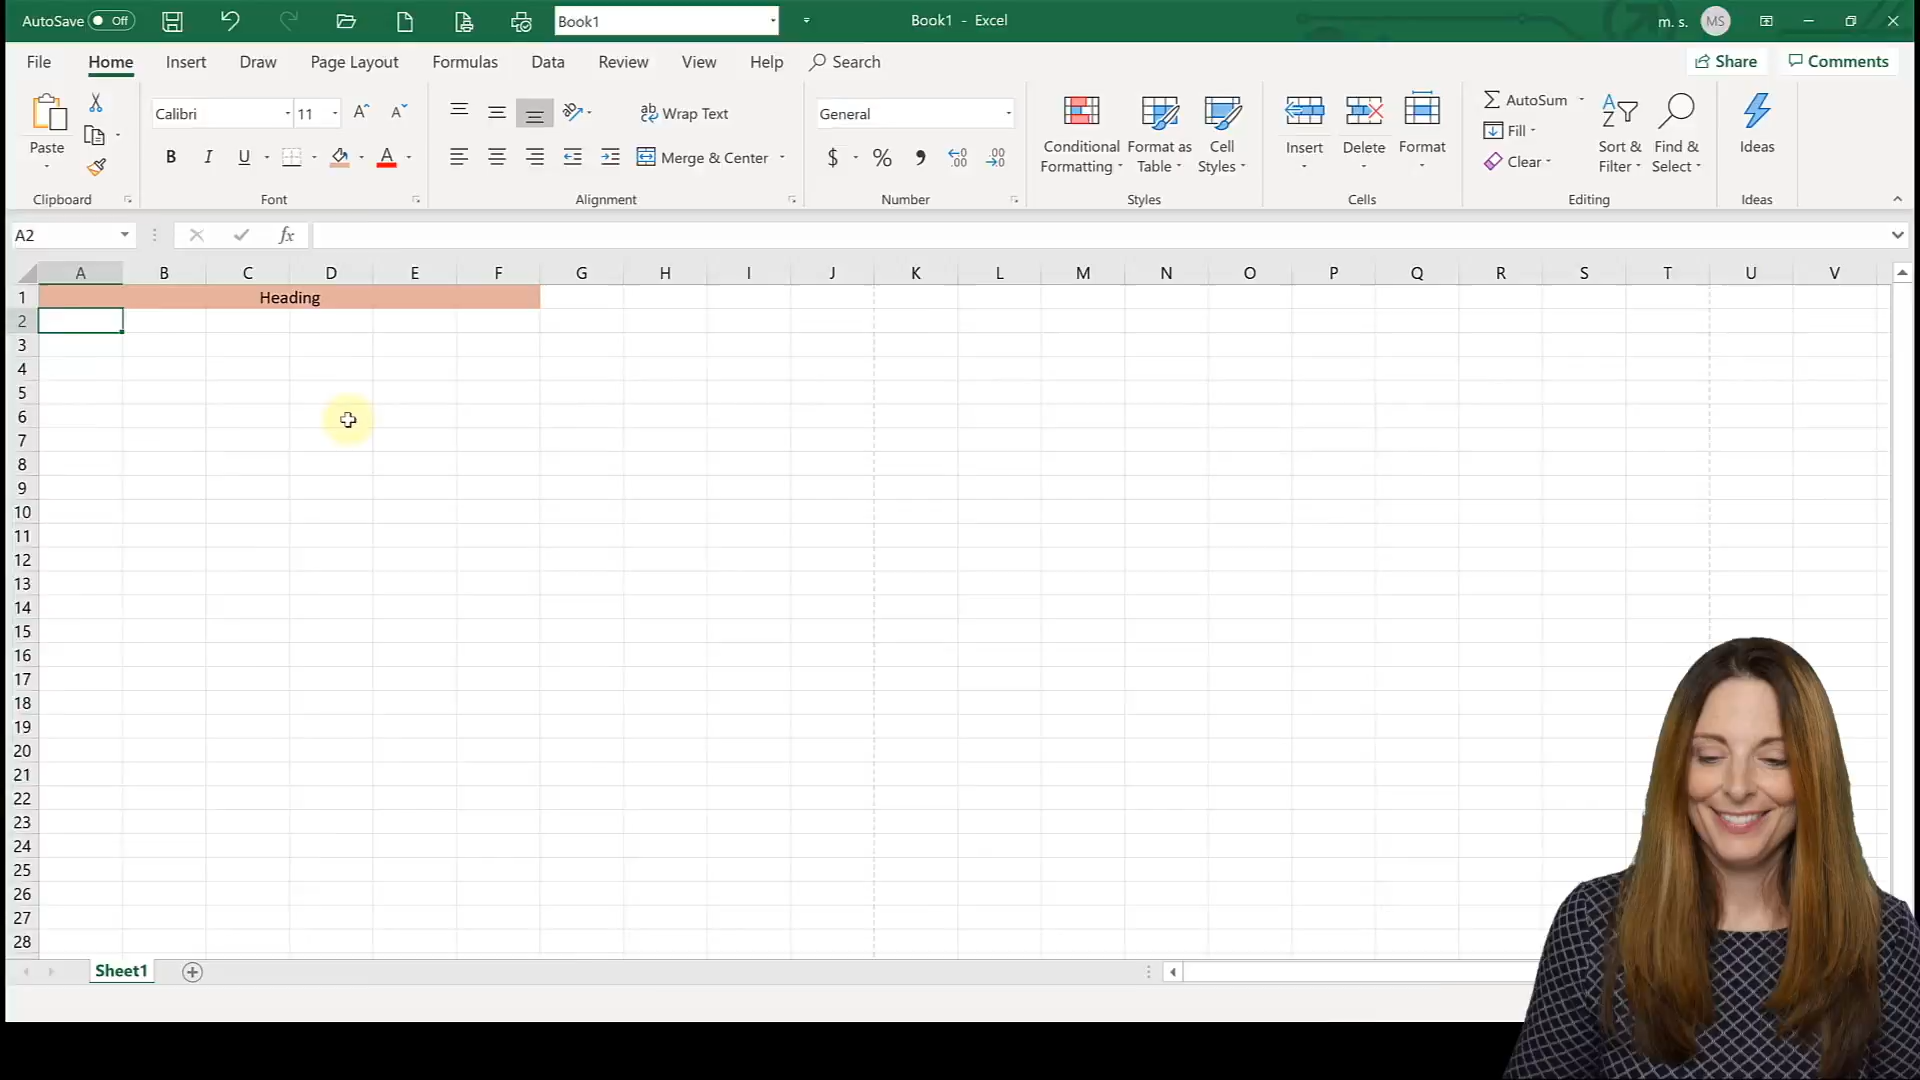 AutoSave Off Book1 Book1 - Excel m. s. MS
File Home Insert Draw Page Layout Formulas Data Review View Help Search Share Comments
Paste
Clipboard
Calibri 11 A A
B I U A
Font
ab Wrap Text
Merge & Center
Alignment
General
$ % , .00 .00
Number
Conditional Formatting
Format as Table
Cell Styles
Styles
Insert Delete Format
Cells
AutoSum
Fill
Clear
Sort & Filter
Find & Select
Editing
Ideas
Ideas
A2 fx
A B C D E F G H I J K L M N O P Q R S T U V
1 Heading
2
3
4
5
6
7
8
9
10
11
12
13
14
15
16
17
18
19
20
21
22
23
24
25
26
27
28
Sheet1